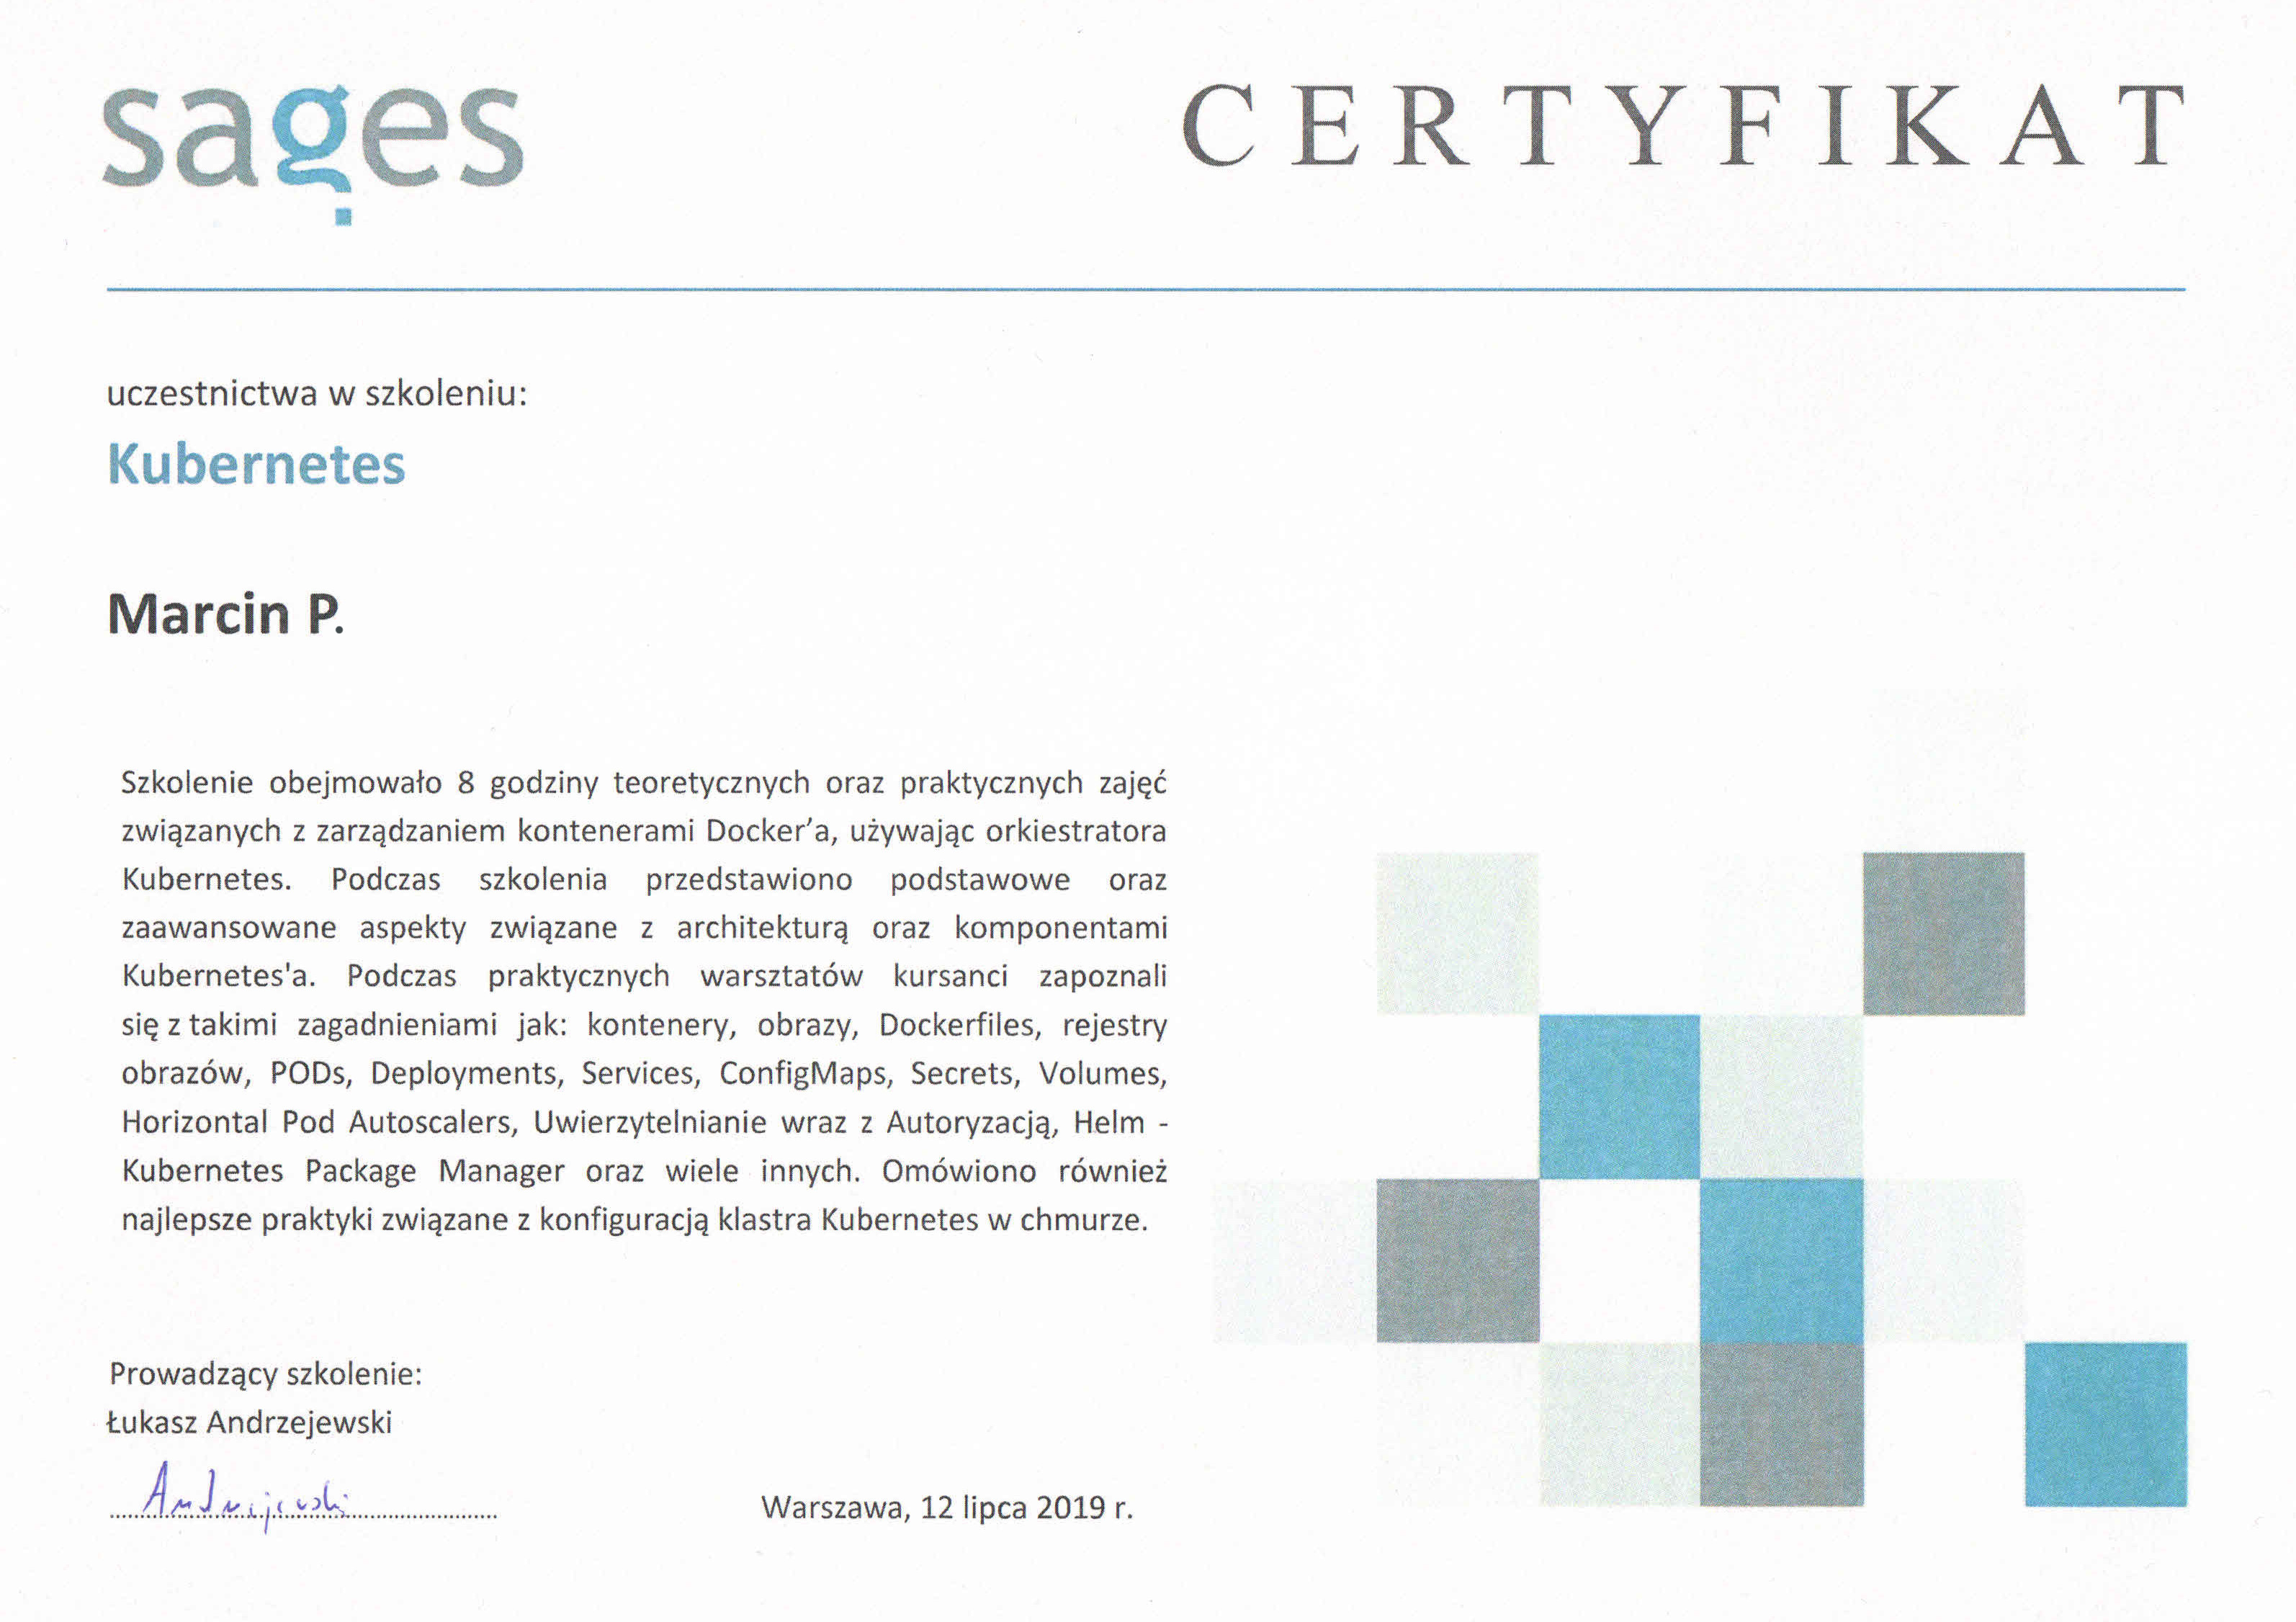 sages
CERTYFIKAT
uczestnictwa w szkoleniu:
Kubernetes
Marcin P.
Szkolenie obejmowało 8 godziny teoretycznych oraz praktycznych zajęć
związanych z zarządzaniem kontenerami Docker’a, używając orkiestratora
Kubernetes. Podczas szkolenia przedstawiono podstawowe oraz
zaawansowane aspekty związane z architekturą oraz komponentami
Kubernetes'a. Podczas praktycznych warsztatów kursanci zapoznali
się z takimi zagadnieniami jak: kontenery, obrazy, Dockerfiles, rejestry
obrazów, PODs, Deployments, Services, ConfigMaps, Secrets, Volumes,
Horizontal Pod Autoscalers, Uwierzytelnianie wraz z Autoryzacją, Helm -
Kubernetes Package Manager oraz wiele innych. Omówiono również
najlepsze praktyki związane z konfiguracją klastra Kubernetes w chmurze.
Prowadzący szkolenie:
Łukasz Andrzejewski
Andrzejewski
Warszawa, 12 lipca 2019 r.